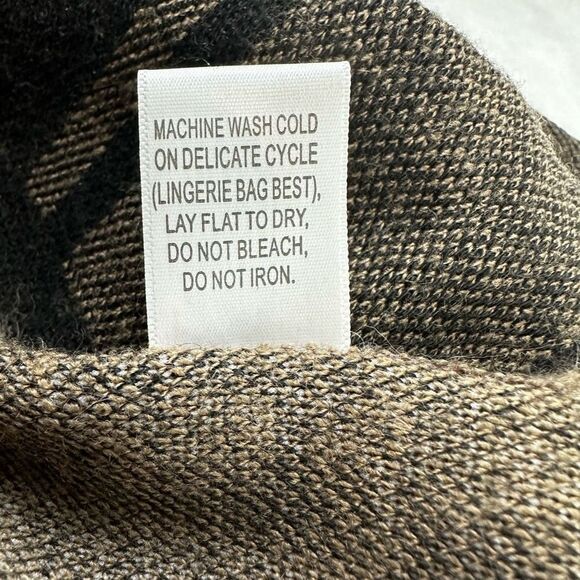 MACHINE WASH COLD
ON DELICATE CYCLE
(LINGERIE BAG BEST),
LAY FLAT TO DRY,
DO NOT BLEACH,
DO NOT IRON.